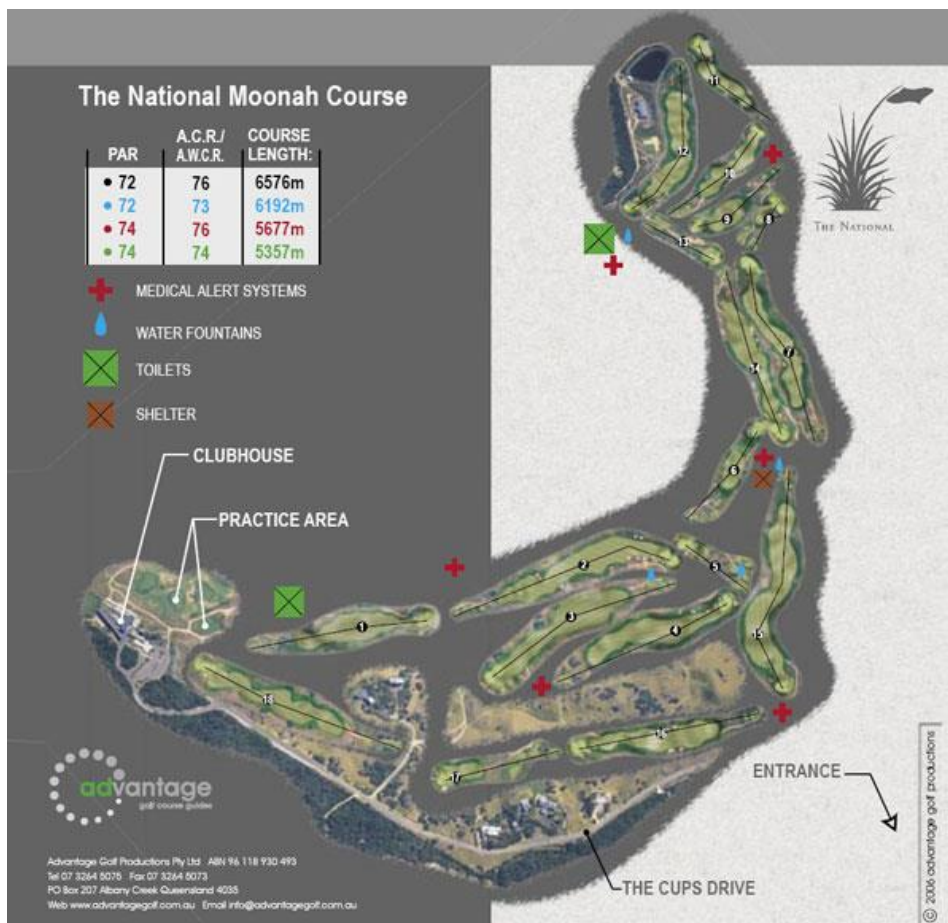 The National Moonah Course
PAR A.C.R./ A.W.C.R. COURSE LENGTH:
72 76 6576m
72 73 6192m
74 76 5677m
74 74 5357m
MEDICAL ALERT SYSTEMS
WATER FOUNTAINS
TOILETS
SHELTER
CLUBHOUSE
PRACTICE AREA
THE NATIONAL
11
12
10
9
8
13
7
14
6
2
5
3
1
4
15
18
16
17
ENTRANCE
THE CUPS DRIVE
advantage
golf course guides
Advantage Golf Productions Pty Ltd ABN 96 118 930 493
Tel 07 3264 5075 Fax 07 3264 5073
PO Box 207 Albany Creek Queensland 4035
Web www.advantagegolf.com.au Email info@advantagegolf.com.au
© 2006 advantage golf productions